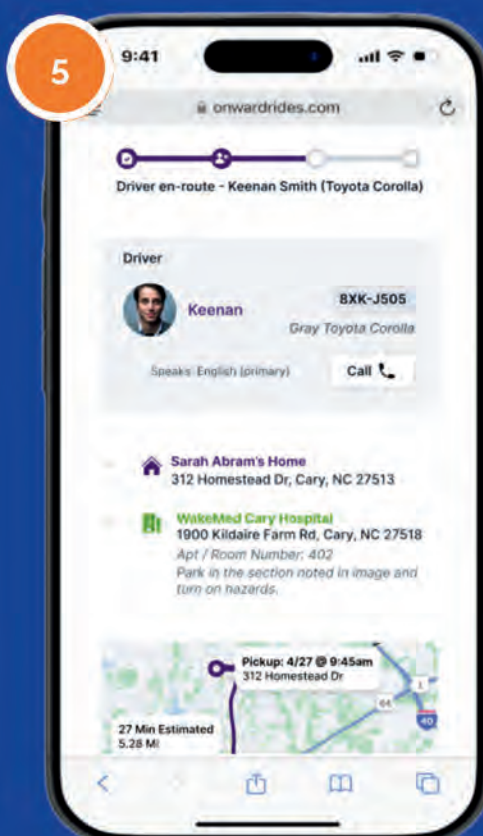 5
9:41
onwardrides.com
Driver en-route - Keenan Smith (Toyota Corolla)
Driver
Keenan
8XK-J505
Gray Toyota Corolla
Speaks: English (primary)
Call
Sarah Abram's Home
312 Homestead Dr, Cary, NC 27513
WakeMed Cary Hospital
1900 Kildaire Farm Rd, Cary, NC 27518
Apt / Room Number: 402
Park in the section noted in image and
turn on hazards.
Pickup: 4/27 @ 9:45am
312 Homestead Dr
1
64
40
27 Min Estimated
5.28 Mi